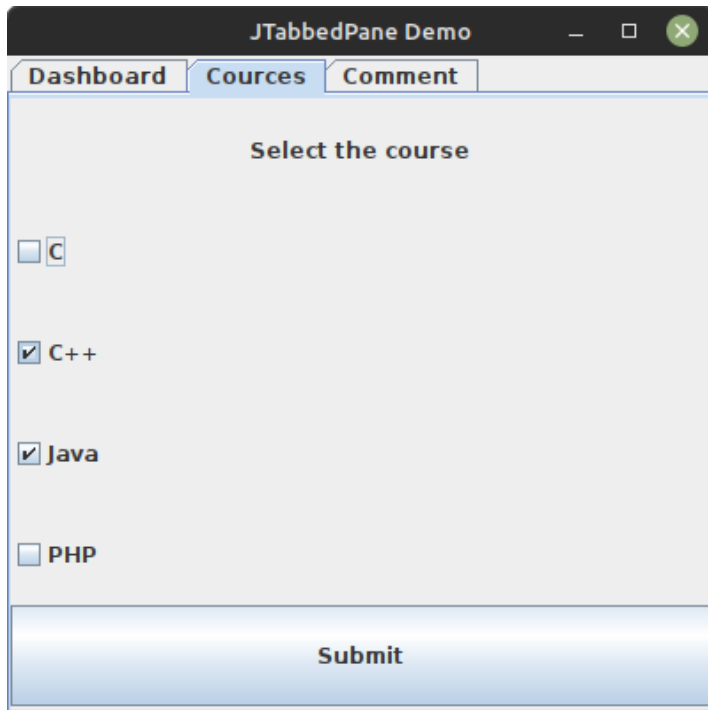 JTabbedPane Demo
Dashboard Cources Comment
Select the course
C
C++
Java
PHP
Submit